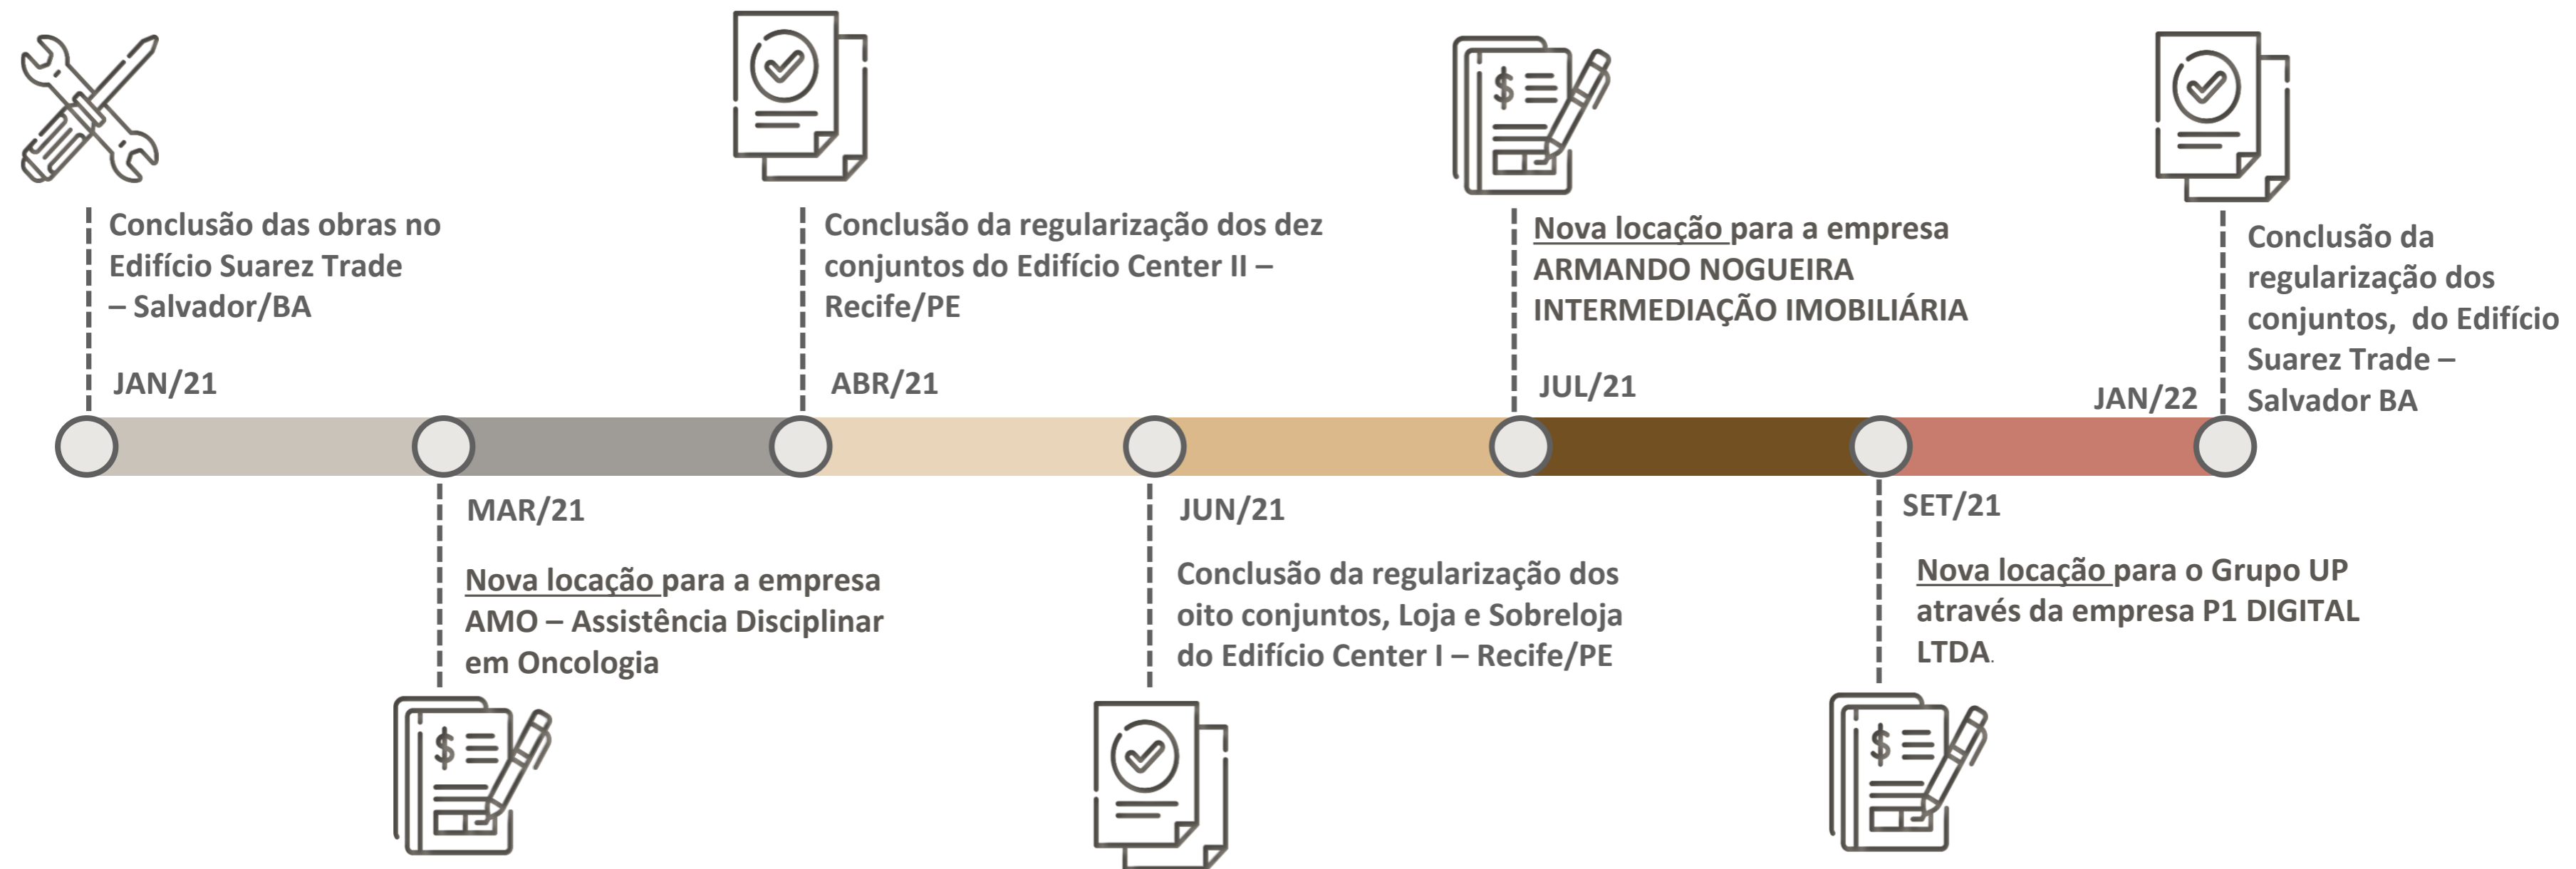 Conclusão das obras no
Edifício Suarez Trade
– Salvador/BA
JAN/21
MAR/21
Nova locação para a empresa
AMO – Assistência Disciplinar
em Oncologia
Conclusão da regularização dos dez
conjuntos do Edifício Center II –
Recife/PE
ABR/21
JUN/21
Conclusão da regularização dos
oito conjuntos, Loja e Sobreloja
do Edifício Center I – Recife/PE
Nova locação para a empresa
ARMANDO NOGUEIRA
INTERMEDIAÇÃO IMOBILIÁRIA
JUL/21
SET/21
Nova locação para o Grupo UP
através da empresa P1 DIGITAL
LTDA.
Conclusão da
regularização dos
conjuntos,  do Edifício
Suarez Trade –
Salvador BA
JAN/22
$
$
$